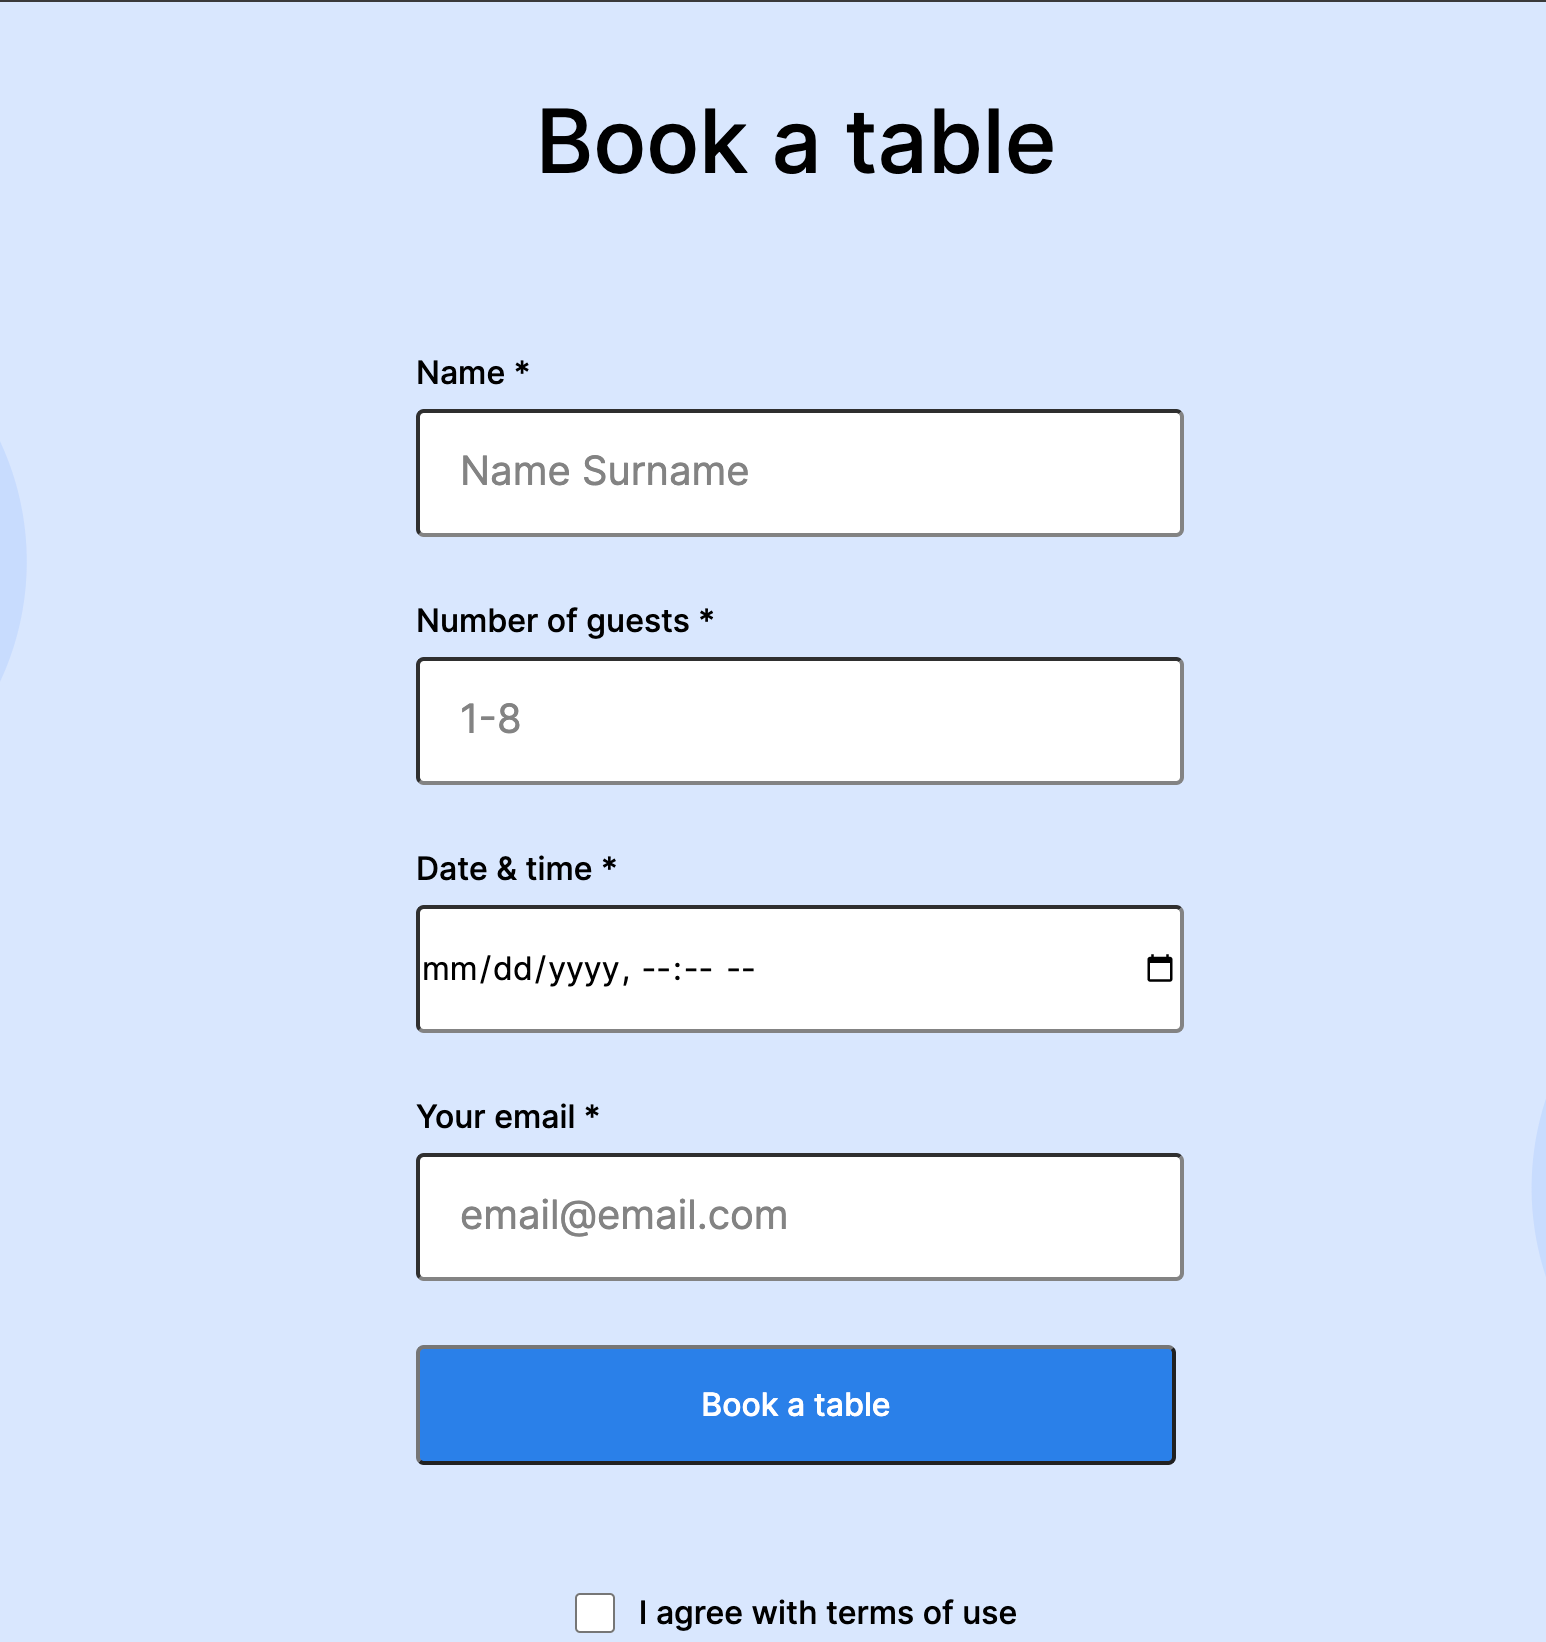 Book a table
Name *
Name Surname
Number of guests *
1-8
Date & time *
mm/dd/yyyy, --:-- --
Your email *
email@email.com
Book a table
I agree with terms of use